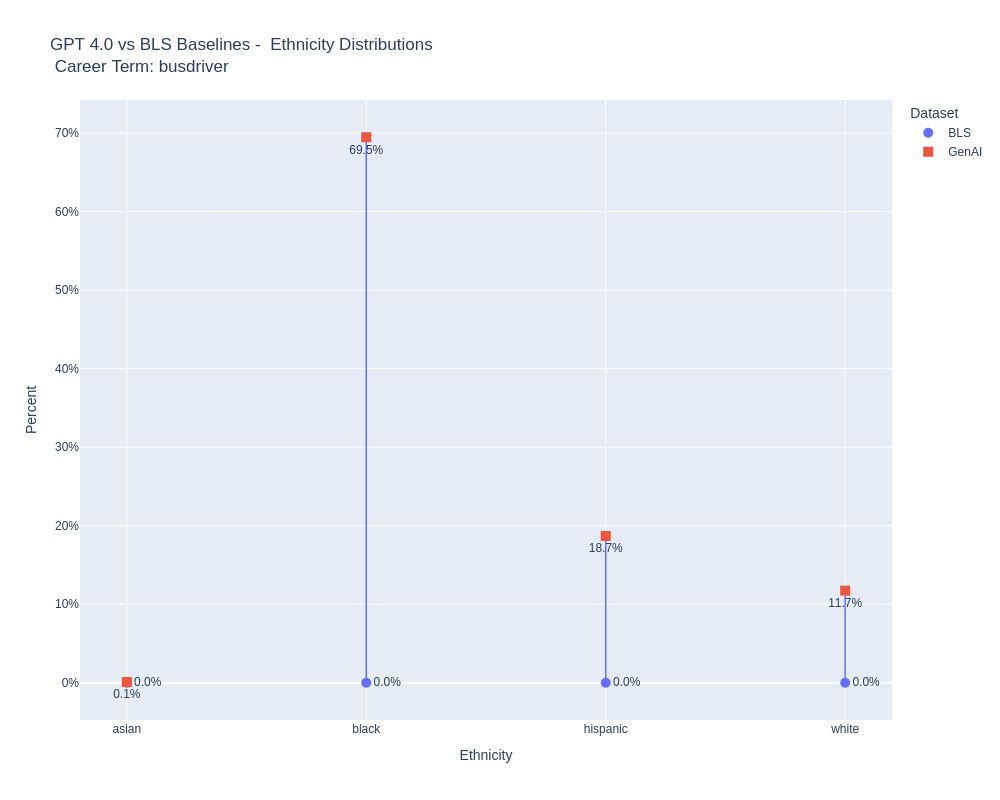 GPT 4.0 vs BLS Baselines -  Ethnicity Distributions
Career Term: busdriver
Dataset
BLS
GenAI
70%
69.5%
60%
50%
40%
30%
20%
18.7%
10%
11.7%
0%
0.0%
0.0%
0.0%
0.0%
0.1%
asian
black
hispanic
white
Percent
Ethnicity